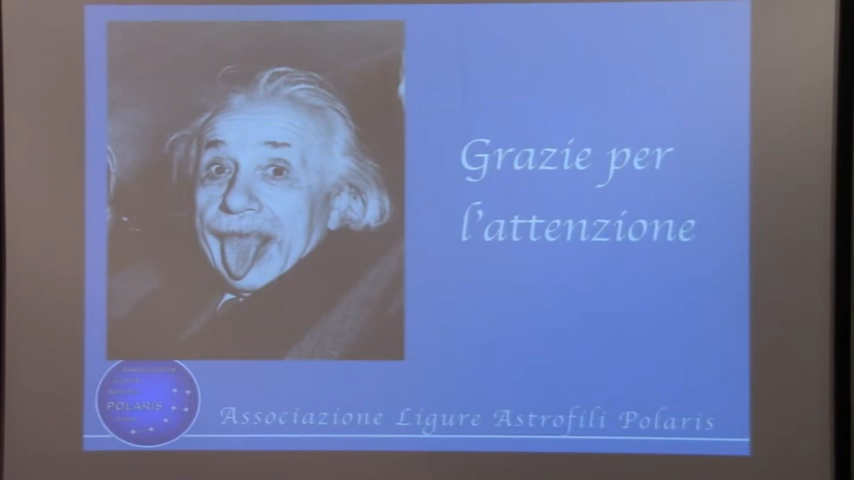 Grazie per
l'attenzione
POLARIS
Associazione Ligure Astrofili Polaris